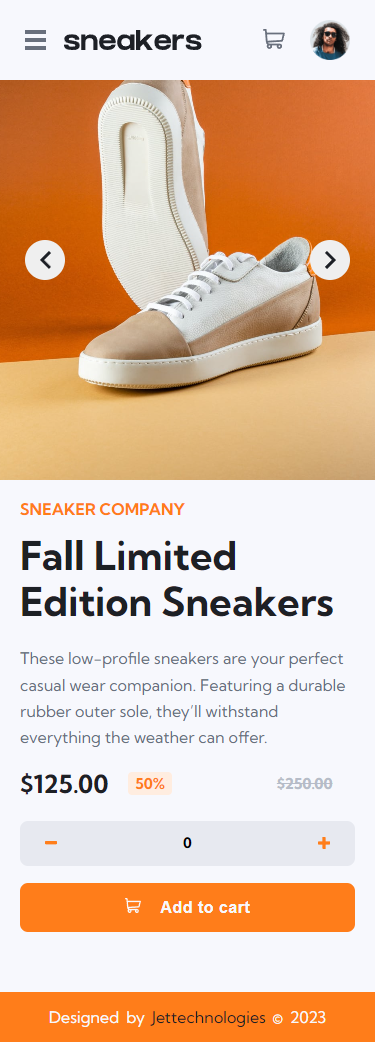 sneakers
SNEAKER COMPANY
Fall Limited
Edition Sneakers
These low-profile sneakers are your perfect
casual wear companion. Featuring a durable
rubber outer sole, they'll withstand
everything the weather can offer.
$125.00 50% $250.00
0
Add to cart
Designed by Jettechnologies © 2023